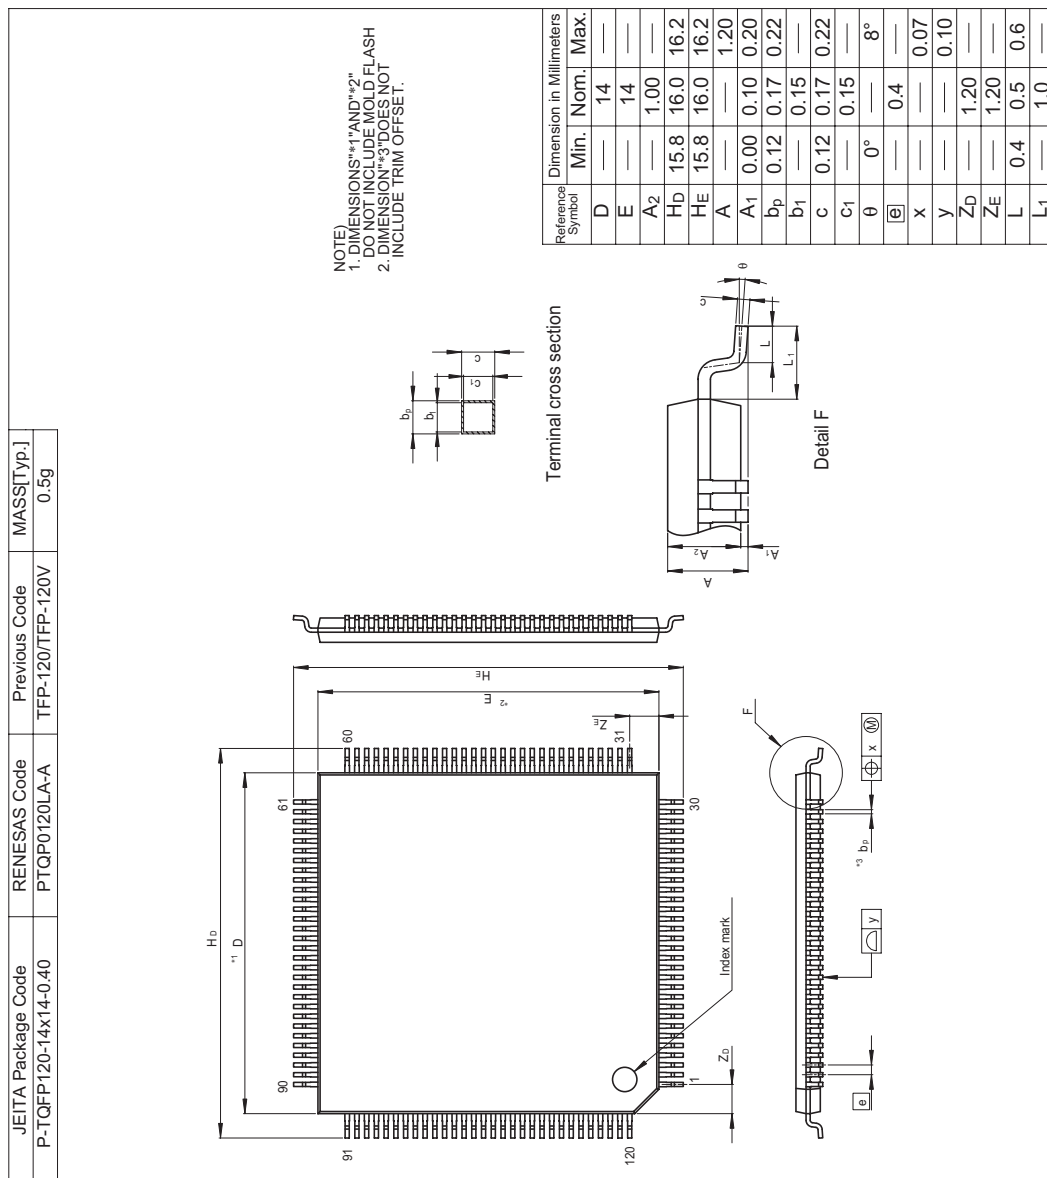 JEITA Package Code RENESAS Code Previous Code MASS[Typ.]
P-TQFP120-14x14-0.40 PTQP0120LA-A TFP-120/TFP-120V 0.5g
HD
*1 D
90 61
91 60
120 31
1 30
ZD
Index mark
ZE
*2 E
HE
F
e
y
*3 bp
x M
bp
b1
c1
c
Terminal cross section
A
A2
A1
L
L1
c
θ
Detail F
NOTE)
1. DIMENSIONS"*1"AND"*2"
DO NOT INCLUDE MOLD FLASH
2. DIMENSION"*3"DOES NOT
INCLUDE TRIM OFFSET.
Reference Symbol Dimension in Millimeters
Min. Nom. Max.
D — 14 —
E — 14 —
A2 — 1.00 —
HD 15.8 16.0 16.2
HE 15.8 16.0 16.2
A — — 1.20
A1 0.00 0.10 0.20
bp 0.12 0.17 0.22
b1 — 0.15 —
c 0.12 0.17 0.22
c1 — 0.15 —
θ 0° — 8°
e — 0.4 —
x — — 0.07
y — — 0.10
ZD — 1.20 —
ZE — 1.20 —
L 0.4 0.5 0.6
L1 — 1.0 —